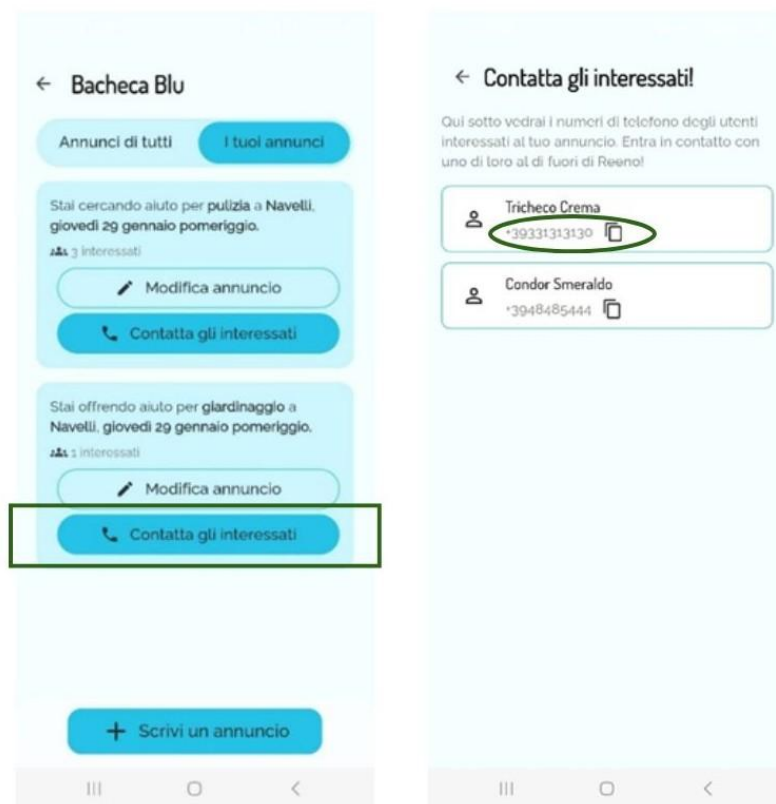 ← Bacheca Blu
Annunci di tutti
I tuoi annunci
Stai cercando aiuto per pulizia a Navelli,
giovedì 29 gennaio pomeriggio.
3 interessati
Modifica annuncio
Contatta gli interessati
Stai offrendo aiuto per giardinaggio a
Navelli, giovedì 29 gennaio pomeriggio.
1 interessati
Modifica annuncio
Contatta gli interessati
+ Scrivi un annuncio
← Contatta gli interessati!
Qui sotto vedrai i numeri di telefono degli utenti
interessati al tuo annuncio. Entra in contatto con
uno di loro al di fuori di Reeno!
Tricheco Crema
+39331313130
Condor Smeraldo
+3948485444